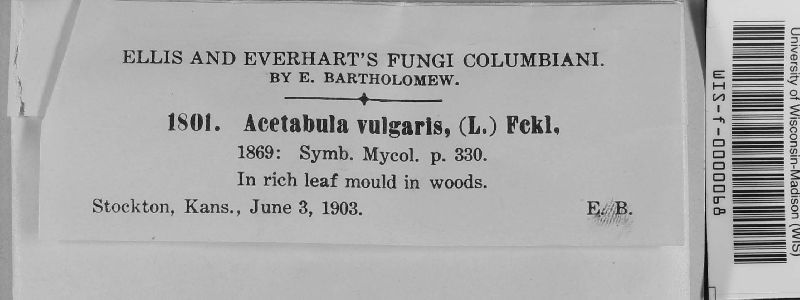 ELLIS AND EVERHART'S FUNGI COLUMBIANI.
BY E. BARTHOLOMEW.
1801. Acetabula vulgaris, (L.) Fckl,
1869: Symb. Mycol. p. 330.
In rich leaf mould in woods.
Stockton, Kans., June 3, 1903. E. B.
WIS-f-0000068
University of Wisconsin-Madison (WIS)